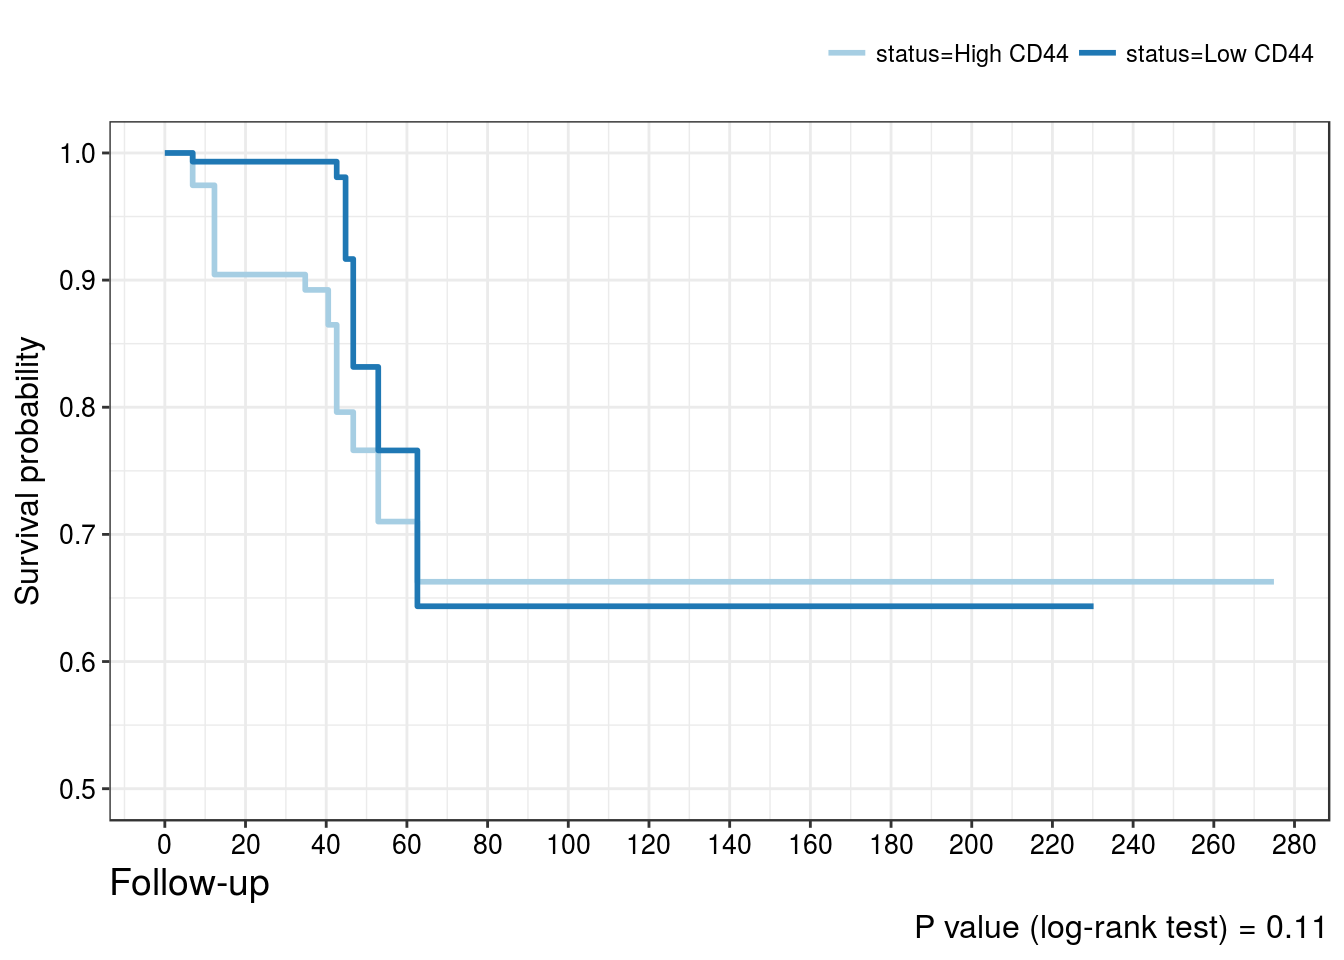 status=High CD44 status=Low CD44
1.0
0.9
0.8
0.7
0.6
0.5
Survival probability
0 20 40 60 80 100 120 140 160 180 200 220 240 260 280
Follow-up
P value (log-rank test) = 0.11